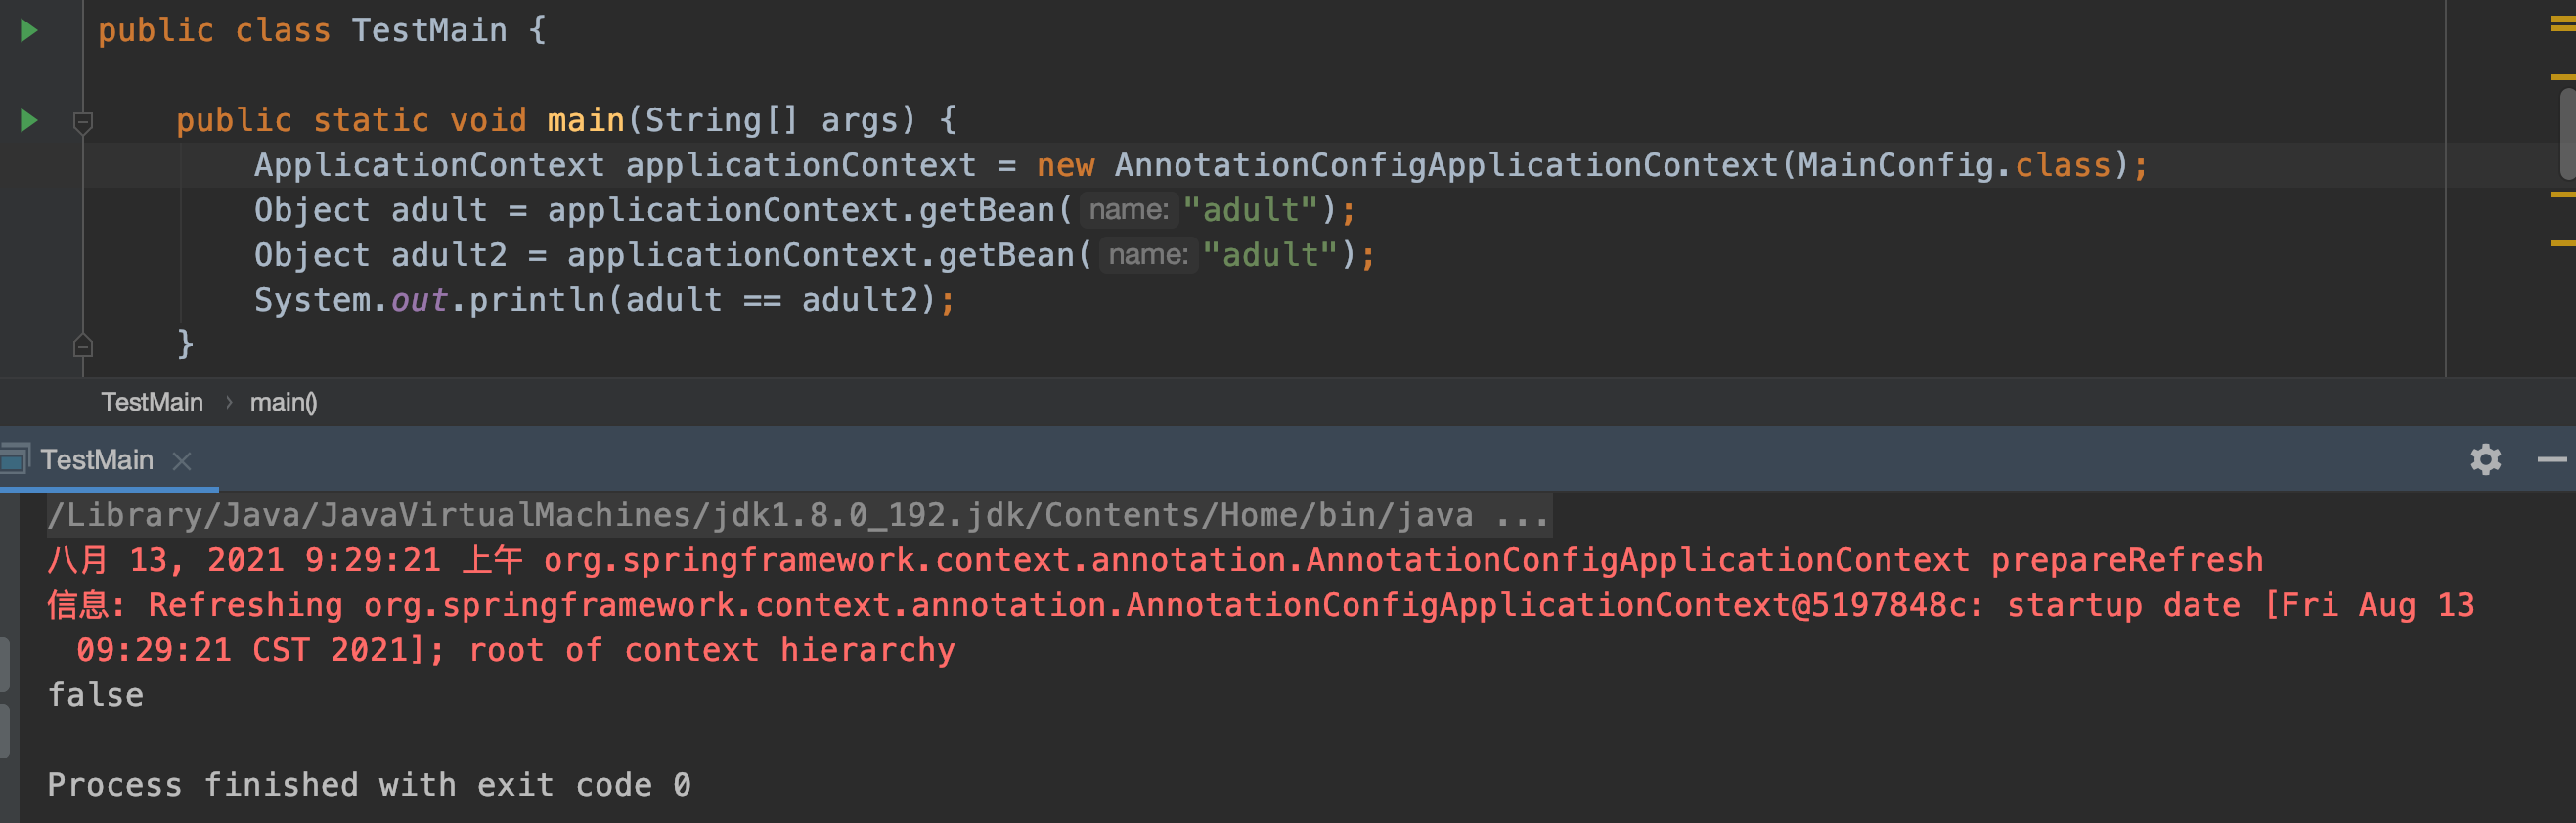 public class TestMain {
public static void main(String[] args) {
ApplicationContext applicationContext = new AnnotationConfigApplicationContext(MainConfig.class);
Object adult = applicationContext.getBean( name: "adult");
Object adult2 = applicationContext.getBean( name: "adult");
System.out.println(adult == adult2);
}
TestMain › main()
TestMain ×
/Library/Java/JavaVirtualMachines/jdk1.8.0_192.jdk/Contents/Home/bin/java ...
八月 13, 2021 9:29:21 上午 org.springframework.context.annotation.AnnotationConfigApplicationContext prepareRefresh
信息: Refreshing org.springframework.context.annotation.AnnotationConfigApplicationContext@5197848c: startup date [Fri Aug 13
09:29:21 CST 2021]; root of context hierarchy
false
Process finished with exit code 0